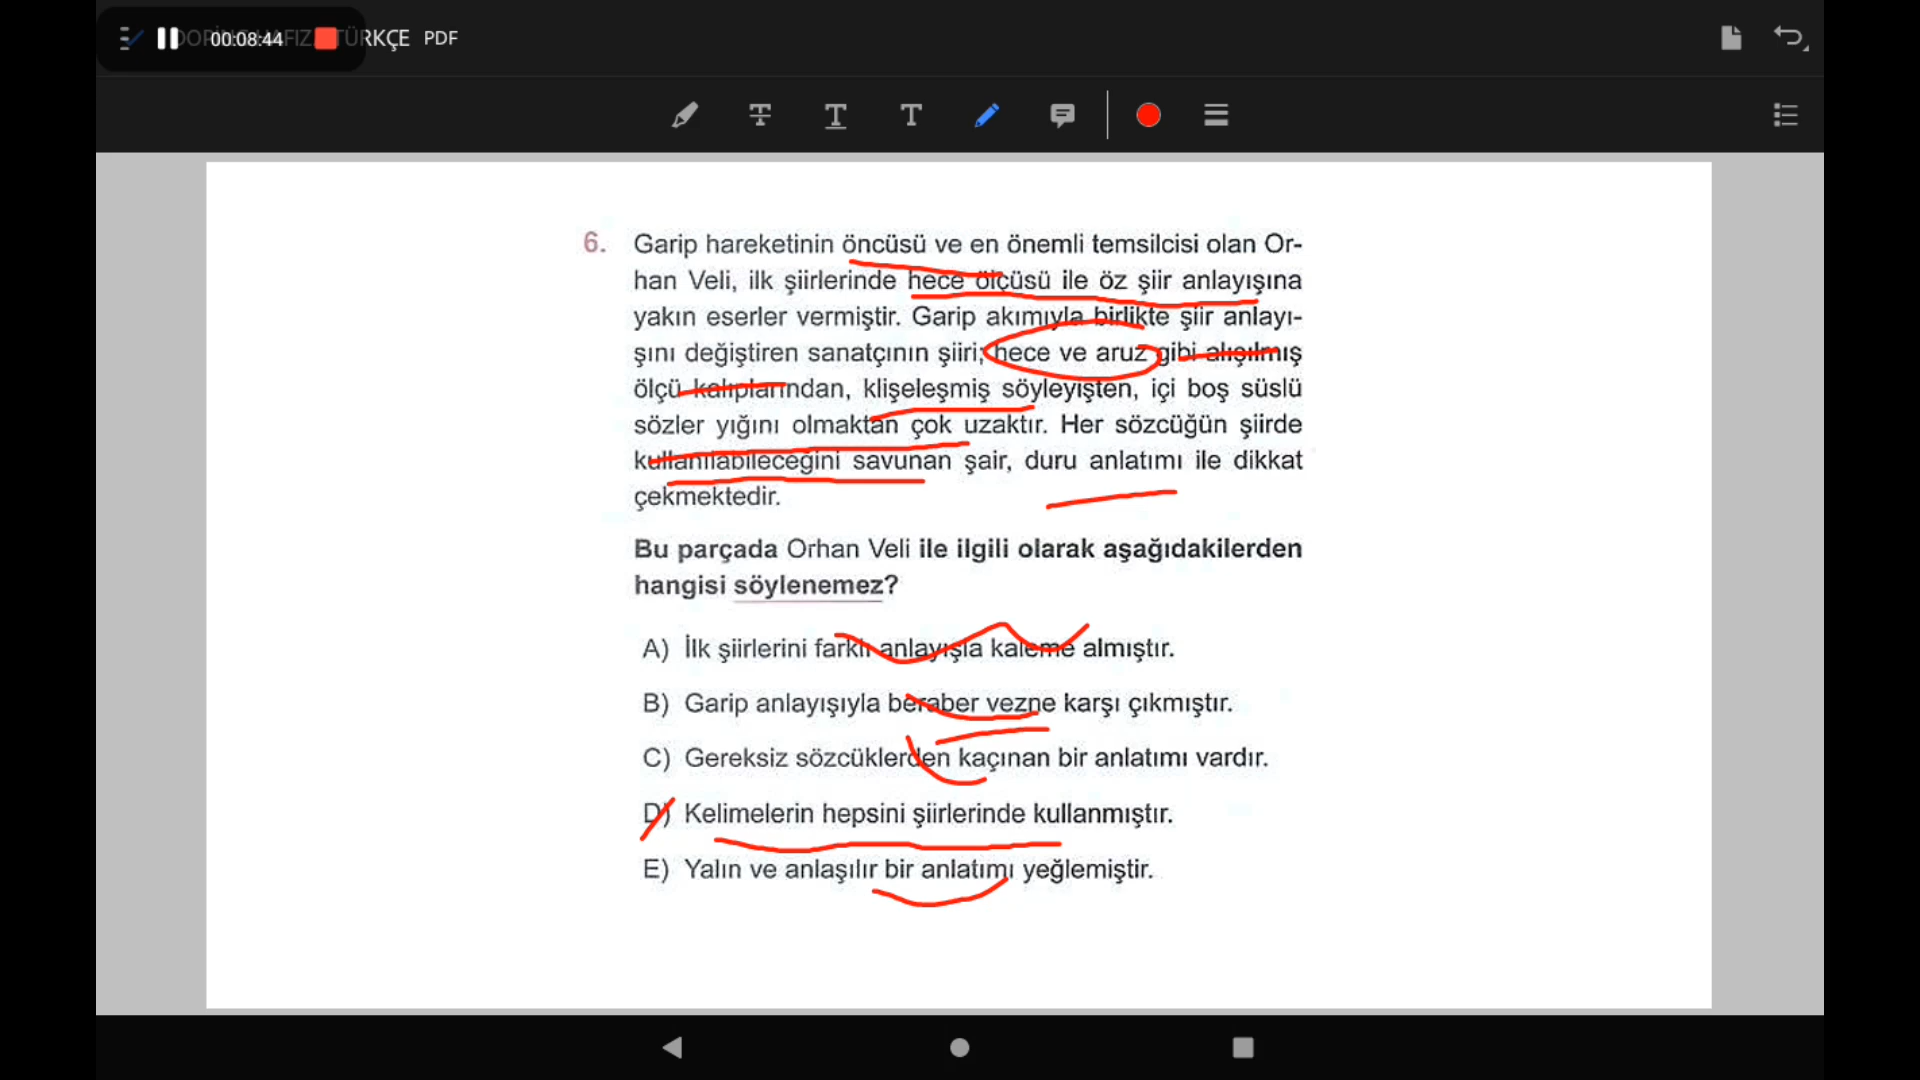 00:08:44
TÜRKÇE PDF
6. Garip hareketinin öncüsü ve en önemli temsilcisi olan Or-
han Veli, ilk şiirlerinde hece ölçüsü ile öz şiir anlayışına
yakın eserler vermiştir. Garip akımıyla birlikte şiir anlayı-
şını değiştiren sanatçının şiiri; hece ve aruz gibi alışılmış
ölçü kalıplarından, klişeleşmiş söyleyişten, içi boş süslü
sözler yığını olmaktan çok uzaktır. Her sözcüğün şiirde
kullanılabileceğini savunan şair, duru anlatımı ile dikkat
çekmektedir.
Bu parçada Orhan Veli ile ilgili olarak aşağıdakilerden
hangisi söylenemez?
A) İlk şiirlerini farklı anlayışla kaleme almıştır.
B) Garip anlayışıyla beraber vezne karşı çıkmıştır.
C) Gereksiz sözcüklerden kaçınan bir anlatımı vardır.
D) Kelimelerin hepsini şiirlerinde kullanmıştır.
E) Yalın ve anlaşılır bir anlatımı yeğlemiştir.